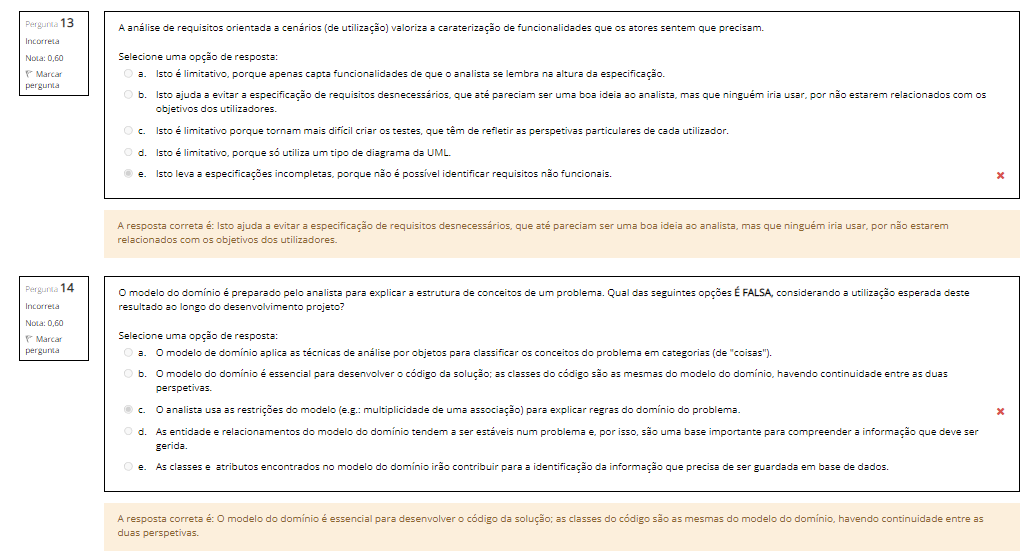 Pergunta 13
Incorreta
Nota: 0,60
Marcar
pergunta
A análise de requisitos orientada a cenários (de utilização) valoriza a caraterização de funcionalidades que os atores sentem que precisam.
Selecione uma opção de resposta:
a. Isto é limitativo, porque apenas capta funcionalidades de que o analista se lembra na altura da especificação.
b. Isto ajuda a evitar a especificação de requisitos desnecessários, que até pareciam ser uma boa ideia ao analista, mas que ninguém iria usar, por não estarem relacionados com os
objetivos dos utilizadores.
c. Isto é limitativo porque tornam mais difícil criar os testes, que têm de refletir as perspetivas particulares de cada utilizador.
d. Isto é limitativo, porque só utiliza um tipo de diagrama da UML.
e. Isto leva a especificações incompletas, porque não é possível identificar requisitos não funcionais.
A resposta correta é: Isto ajuda a evitar a especificação de requisitos desnecessários, que até pareciam ser uma boa ideia ao analista, mas que ninguém iria usar, por não estarem
relacionados com os objetivos dos utilizadores.
Pergunta 14
Incorreta
Nota: 0,60
Marcar
pergunta
O modelo do domínio é preparado pelo analista para explicar a estrutura de conceitos de um problema. Qual das seguintes opções É FALSA, considerando a utilização esperada deste
resultado ao longo do desenvolvimento projeto?
Selecione uma opção de resposta:
a. O modelo de domínio aplica as técnicas de análise por objetos para classificar os conceitos do problema em categorias (de "coisas").
b. O modelo do domínio é essencial para desenvolver o código da solução; as classes do código são as mesmas do modelo do domínio, havendo continuidade entre as duas
perspetivas.
c. O analista usa as restrições do modelo (e.g.: multiplicidade de uma associação) para explicar regras do domínio do problema.
d. As entidade e relacionamentos do modelo do domínio tendem a ser estáveis num problema e, por isso, são uma base importante para compreender a informação que deve ser
gerida.
e. As classes e atributos encontrados no modelo do domínio irão contribuir para a identificação da informação que precisa de ser guardada em base de dados.
A resposta correta é: O modelo do domínio é essencial para desenvolver o código da solução; as classes do código são as mesmas do modelo do domínio, havendo continuidade entre as
duas perspetivas.